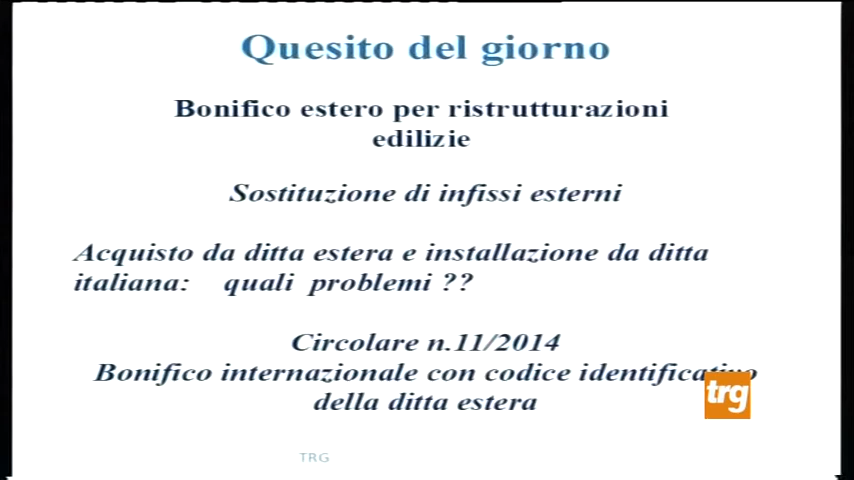 Quesito del giorno
Bonifico estero per ristrutturazioni
edilizie
Sostituzione di infissi esterni
Acquisto da ditta estera e installazione da ditta
italiana: quali problemi ??
Circolare n.11/2014
Bonifico internazionale con codice identificativo
della ditta estera
trg
TRG